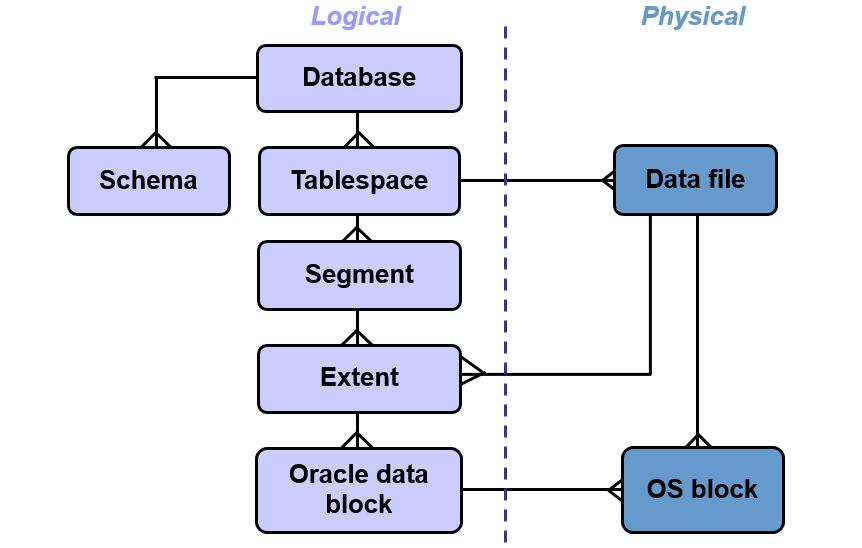 Logical
Physical
Database
Schema
Tablespace
Data file
Segment
Extent
Oracle data
block
OS block